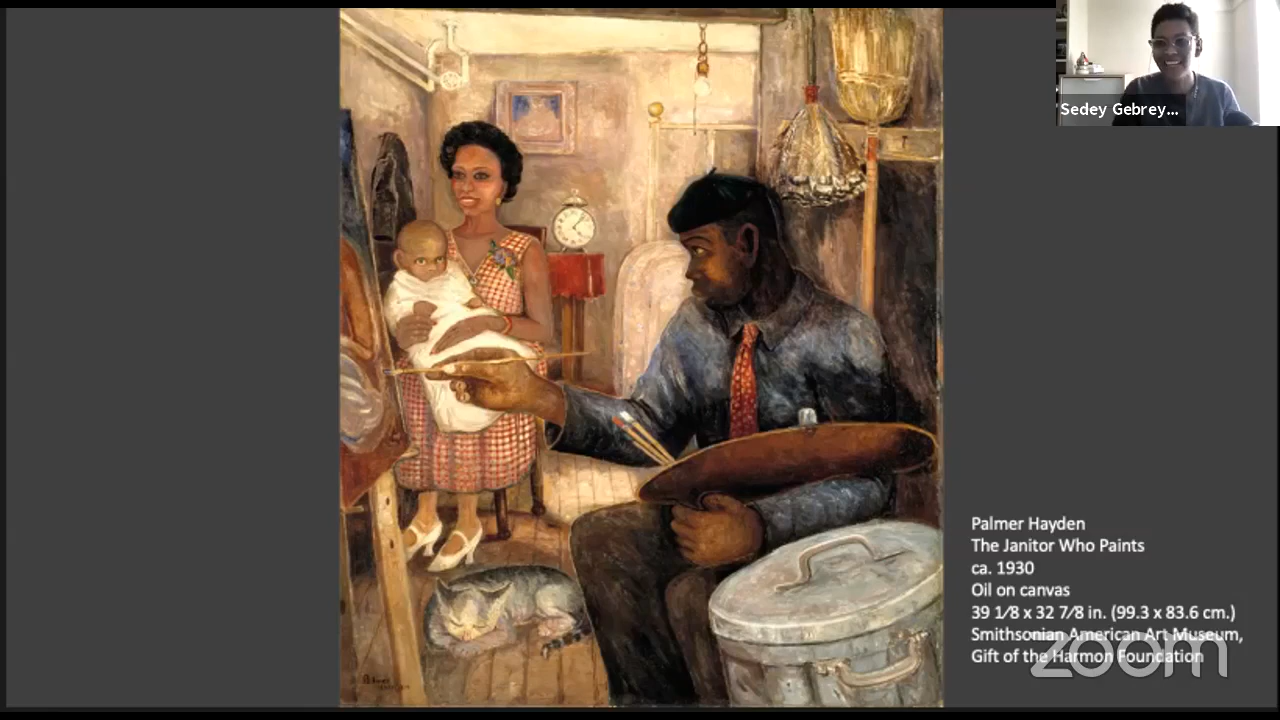 Sedey Gebrey...
Palmer Hayden
The Janitor Who Paints
ca. 1930
Oil on canvas
39 1/8 x 32 7/8 in. (99.3 x 83.6 cm.)
Smithsonian American Art Museum,
Gift of the Harmon Foundation
zoom